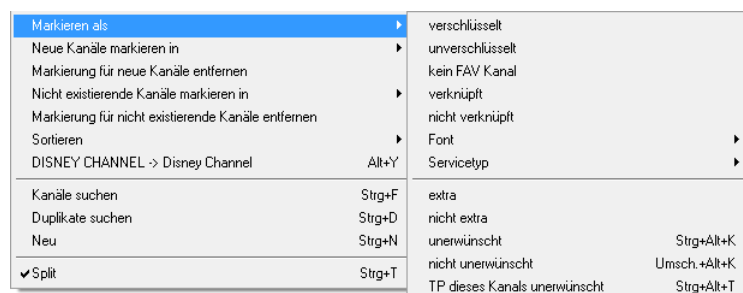 Markieren als
Neue Kanäle markieren in
Markierung für neue Kanäle entfernen
Nicht existierende Kanäle markieren in
Markierung für nicht existierende Kanäle entfernen
Sortieren
DISNEY CHANNEL -> Disney Channel Alt+Y
Kanäle suchen Strg+F
Duplikate suchen Strg+D
Neu Strg+N
Split Strg+T
verschlüsselt
unverschlüsselt
kein FAV Kanal
verknüpft
nicht verknüpft
Font
Servicetyp
extra
nicht extra
unerwünscht Strg+Alt+K
nicht unerwünscht Umsch.+Alt+K
TP dieses Kanals unerwünscht Strg+Alt+T